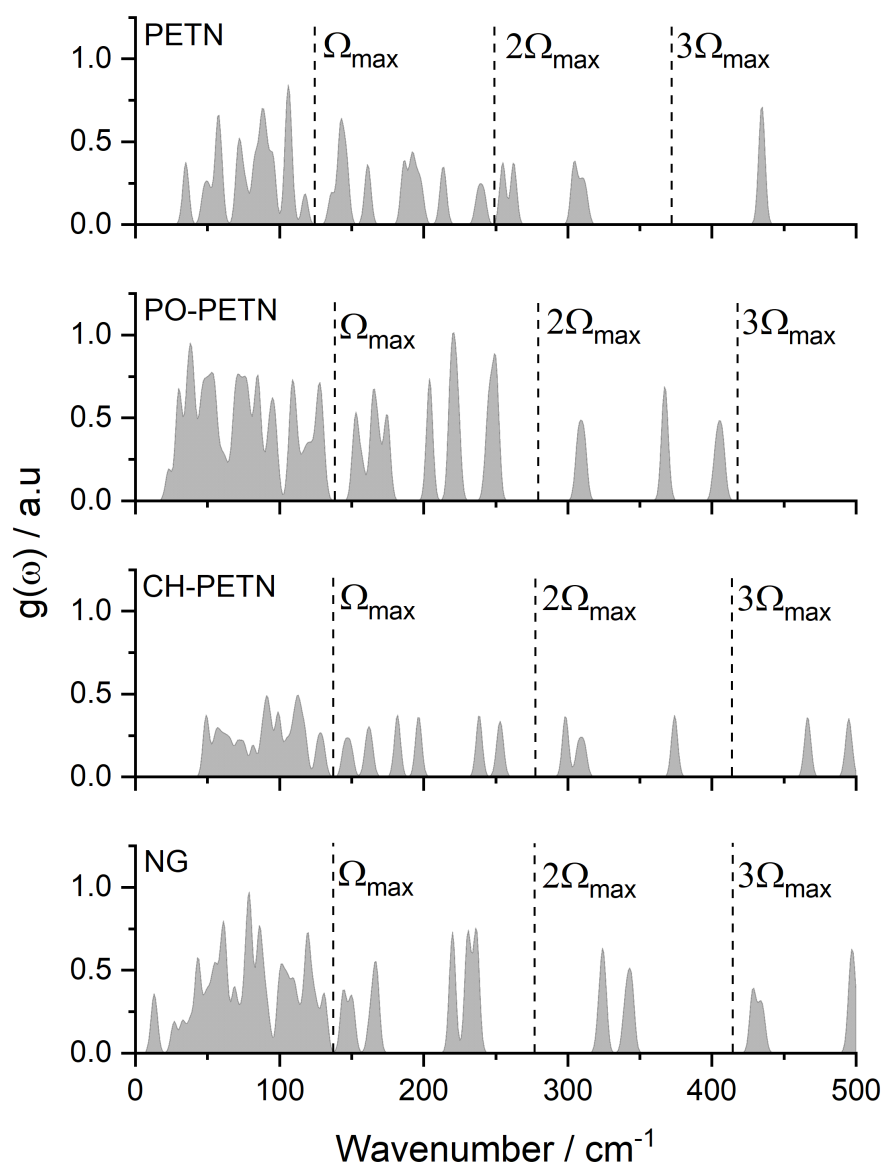 PETN Ωmax 2Ωmax 3Ωmax
1.0
0.5
0.0
PO-PETN Ωmax 2Ωmax 3Ωmax
1.0
0.5
0.0
g(ω) / a.u
CH-PETN Ωmax 2Ωmax 3Ωmax
1.0
0.5
0.0
NG Ωmax 2Ωmax 3Ωmax
1.0
0.5
0.0
0 100 200 300 400 500
Wavenumber / cm-1